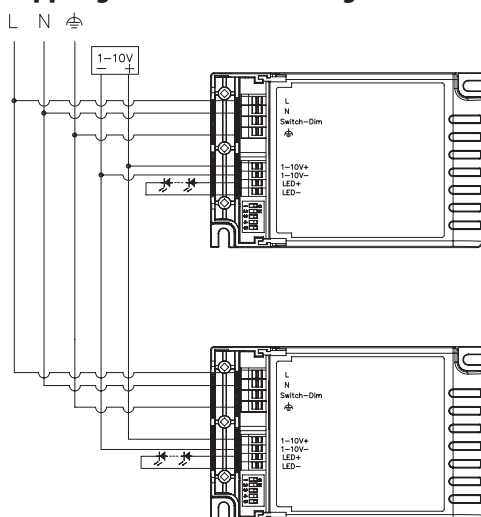 L N
1-10V
- +
L
N
Switch-Dim
1-10V+
1-10V-
LED+
LED-
L
N
Switch-Dim
1-10V+
1-10V-
LED+
LED-